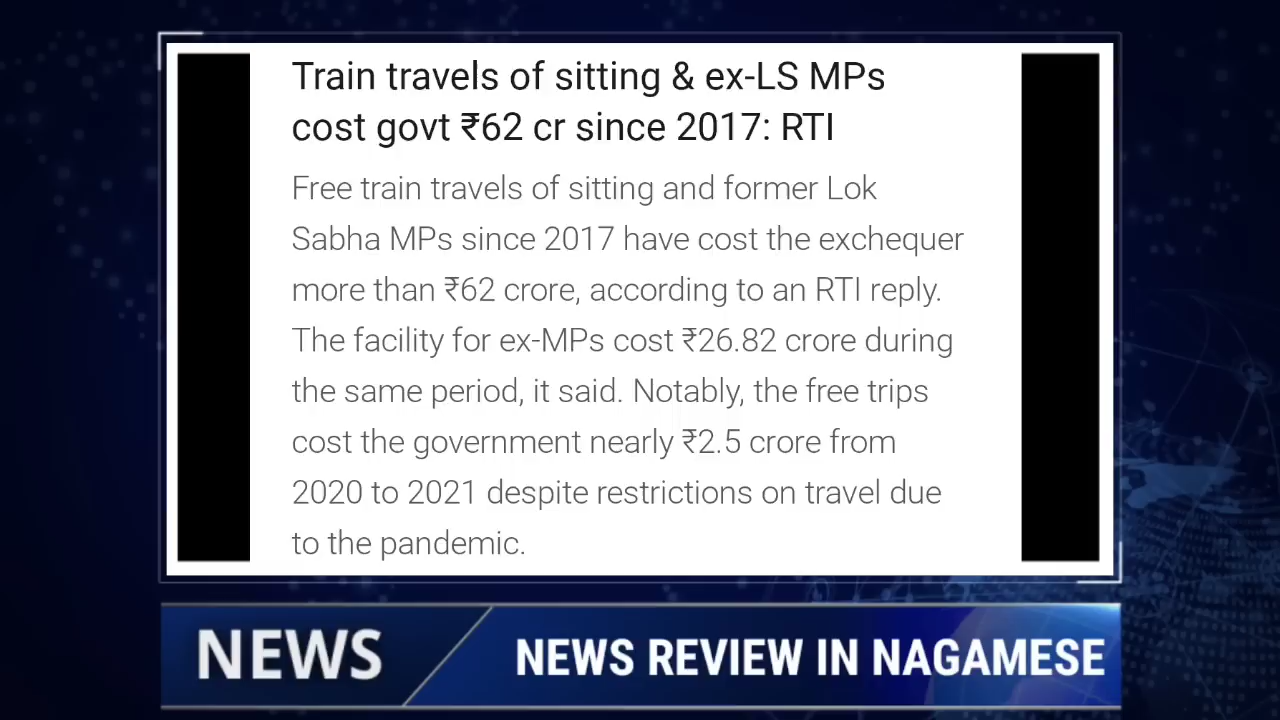 Train travels of sitting & ex-LS MPs
cost govt ₹62 cr since 2017: RTI
Free train travels of sitting and former Lok
Sabha MPs since 2017 have cost the exchequer
more than ₹62 crore, according to an RTI reply.
The facility for ex-MPs cost ₹26.82 crore during
the same period, it said. Notably, the free trips
cost the government nearly ₹2.5 crore from
2020 to 2021 despite restrictions on travel due
to the pandemic.
NEWS
NEWS REVIEW IN NAGAMESE